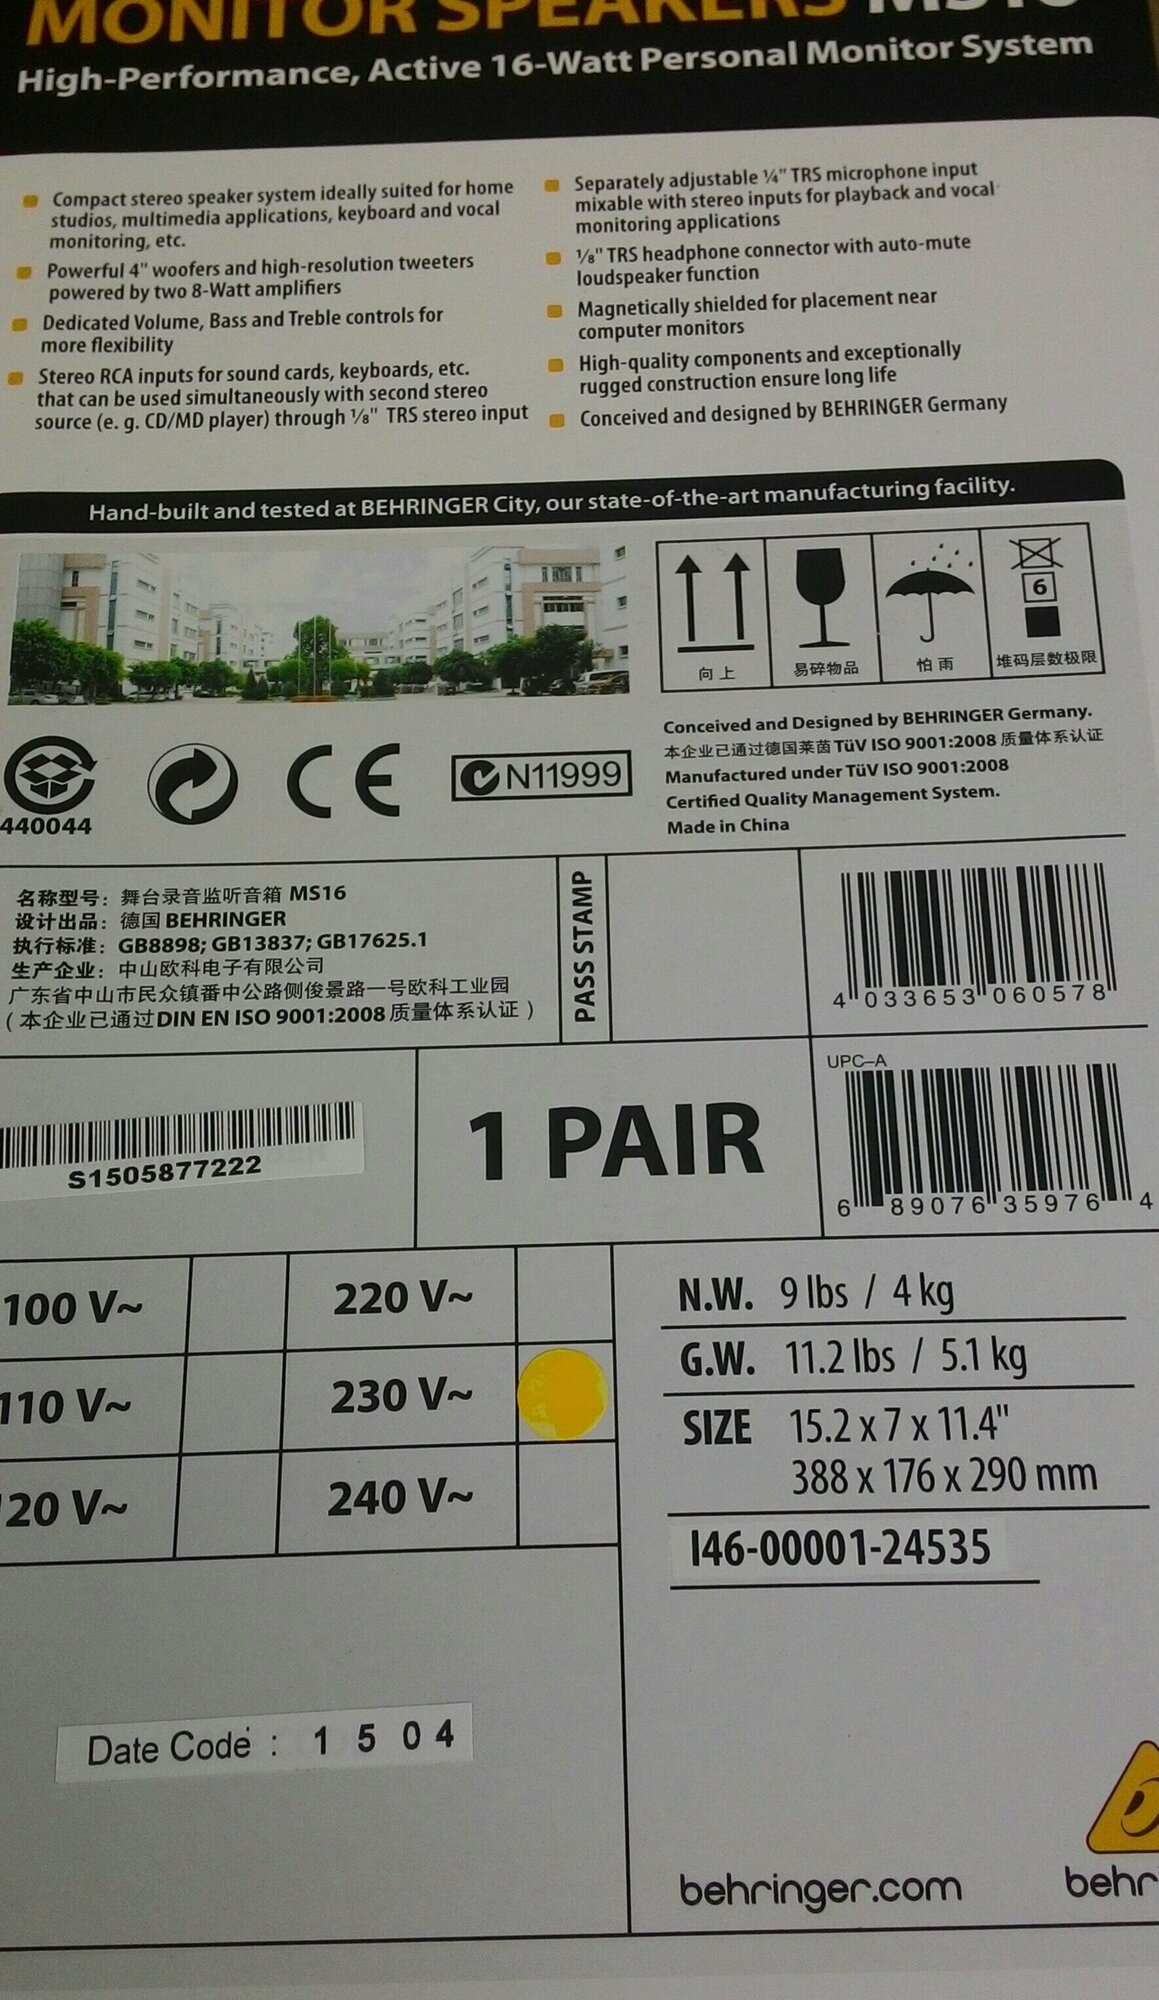 MONITOR SPEAKERS MS16
High-Performance, Active 16-Watt Personal Monitor System
Compact stereo speaker system ideally suited for home
studios, multimedia applications, keyboard and vocal
monitoring, etc.
Powerful 4" woofers and high-resolution tweeters
powered by two 8-Watt amplifiers
Dedicated Volume, Bass and Treble controls for
more flexibility
Stereo RCA inputs for sound cards, keyboards, etc.
that can be used simultaneously with second stereo
source (e. g. CD/MD player) through ⅛" TRS stereo input
Separately adjustable ¼" TRS microphone input
mixable with stereo inputs for playback and vocal
monitoring applications
⅛" TRS headphone connector with auto-mute
loudspeaker function
Magnetically shielded for placement near
computer monitors
High-quality components and exceptionally
rugged construction ensure long life
Conceived and designed by BEHRINGER Germany
Hand-built and tested at BEHRINGER City, our state-of-the-art manufacturing facility.
6
向上
易碎物品
怕雨
堆码层数极限
440044
CE
N11999
Conceived and Designed by BEHRINGER Germany.
本企业已通过德国莱茵 TüV ISO 9001:2008 质量体系认证
Manufactured under TüV ISO 9001:2008
Certified Quality Management System.
Made in China
名称型号：舞台录音监听音箱 MS16
设计出品：德国 BEHRINGER
执行标准：GB8898; GB13837; GB17625.1
生产企业：中山欧科电子有限公司
广东省中山市民众镇番中公路侧俊景路一号欧科工业园
（本企业已通过DIN EN ISO 9001:2008 质量体系认证）
PASS STAMP
4 033653 060578
S1505877222
1 PAIR
UPC-A
6 89076 35976 4
100 V~
220 V~
110 V~
230 V~
120 V~
240 V~
N.W. 9 lbs / 4 kg
G.W. 11.2 lbs / 5.1 kg
SIZE 15.2 x 7 x 11.4"
388 x 176 x 290 mm
I46-00001-24535
Date Code : 1504
behringer.com
behr